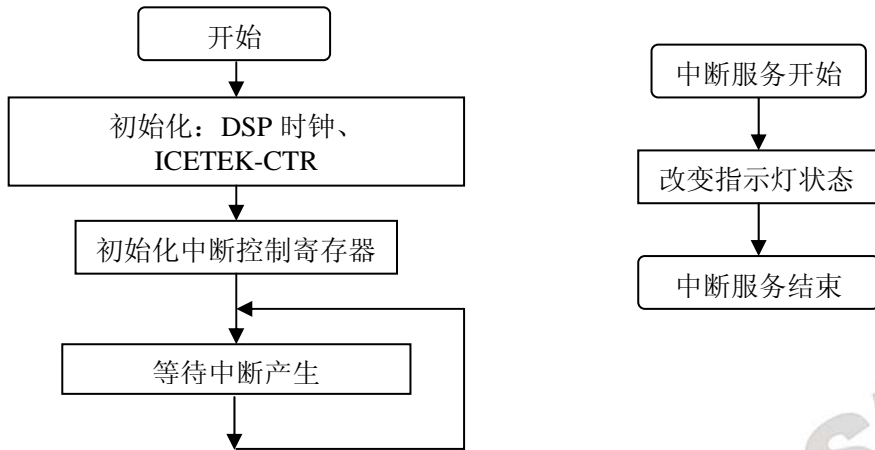 开始
初始化：DSP 时钟、
ICETEK-CTR
初始化中断控制寄存器
等待中断产生
中断服务开始
改变指示灯状态
中断服务结束